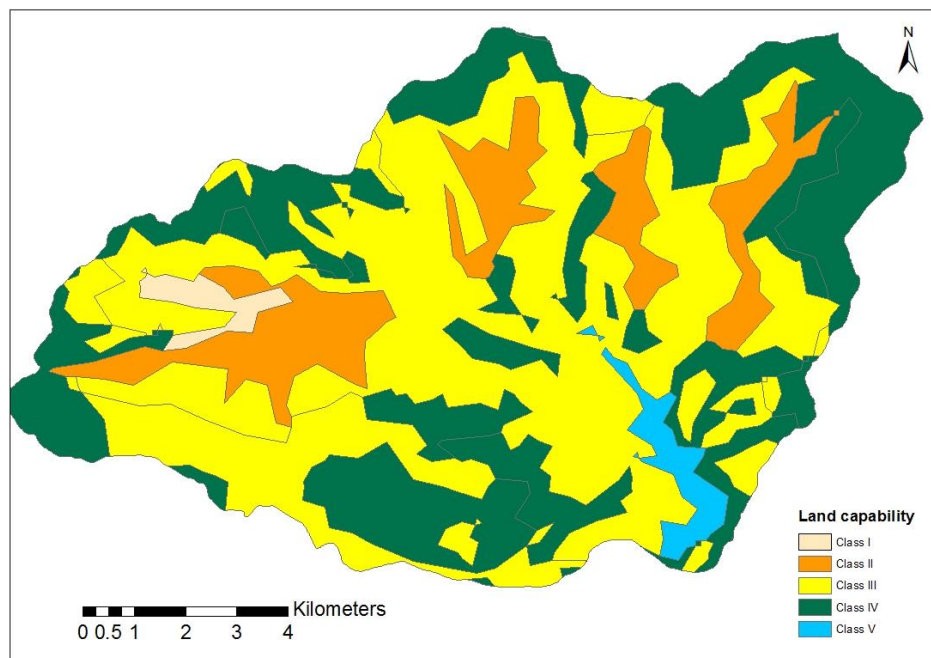 N
Land capability
Class I
Class II
Class III
Class IV
Class V
Kilometers
0 0.5 1 2 3 4